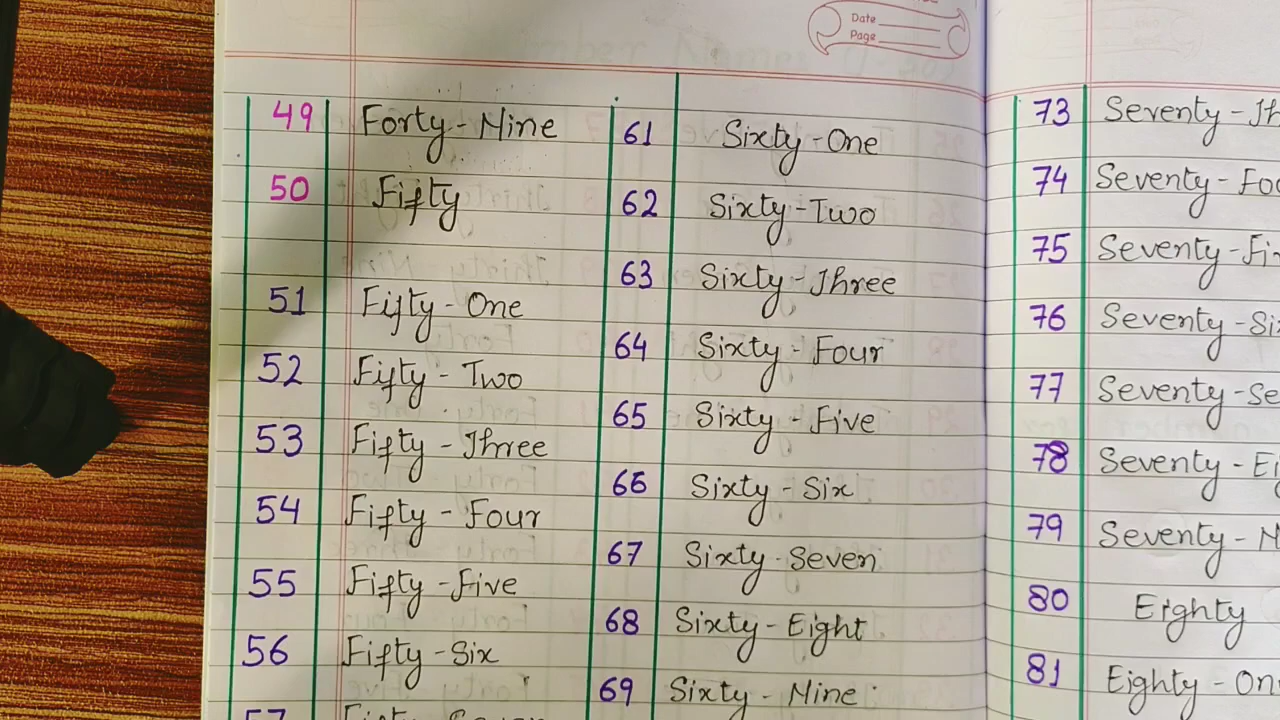 Date
Page
49 Forty-Nine
50 Fifty
51 Fifty-One
52 Fifty-Two
53 Fifty-Three
54 Fifty-Four
55 Fifty-Five
56 Fifty-Six
57
61 Sixty-One
62 Sixty-Two
63 Sixty-Three
64 Sixty-Four
65 Sixty-Five
66 Sixty-Six
67 Sixty-Seven
68 Sixty-Eight
69 Sixty-Nine
73 Seventy-
74 Seventy-
75 Seventy-
76 Seventy-
77 Seventy-
78 Seventy-
79 Seventy-
80 Eighty
81 Eighty-